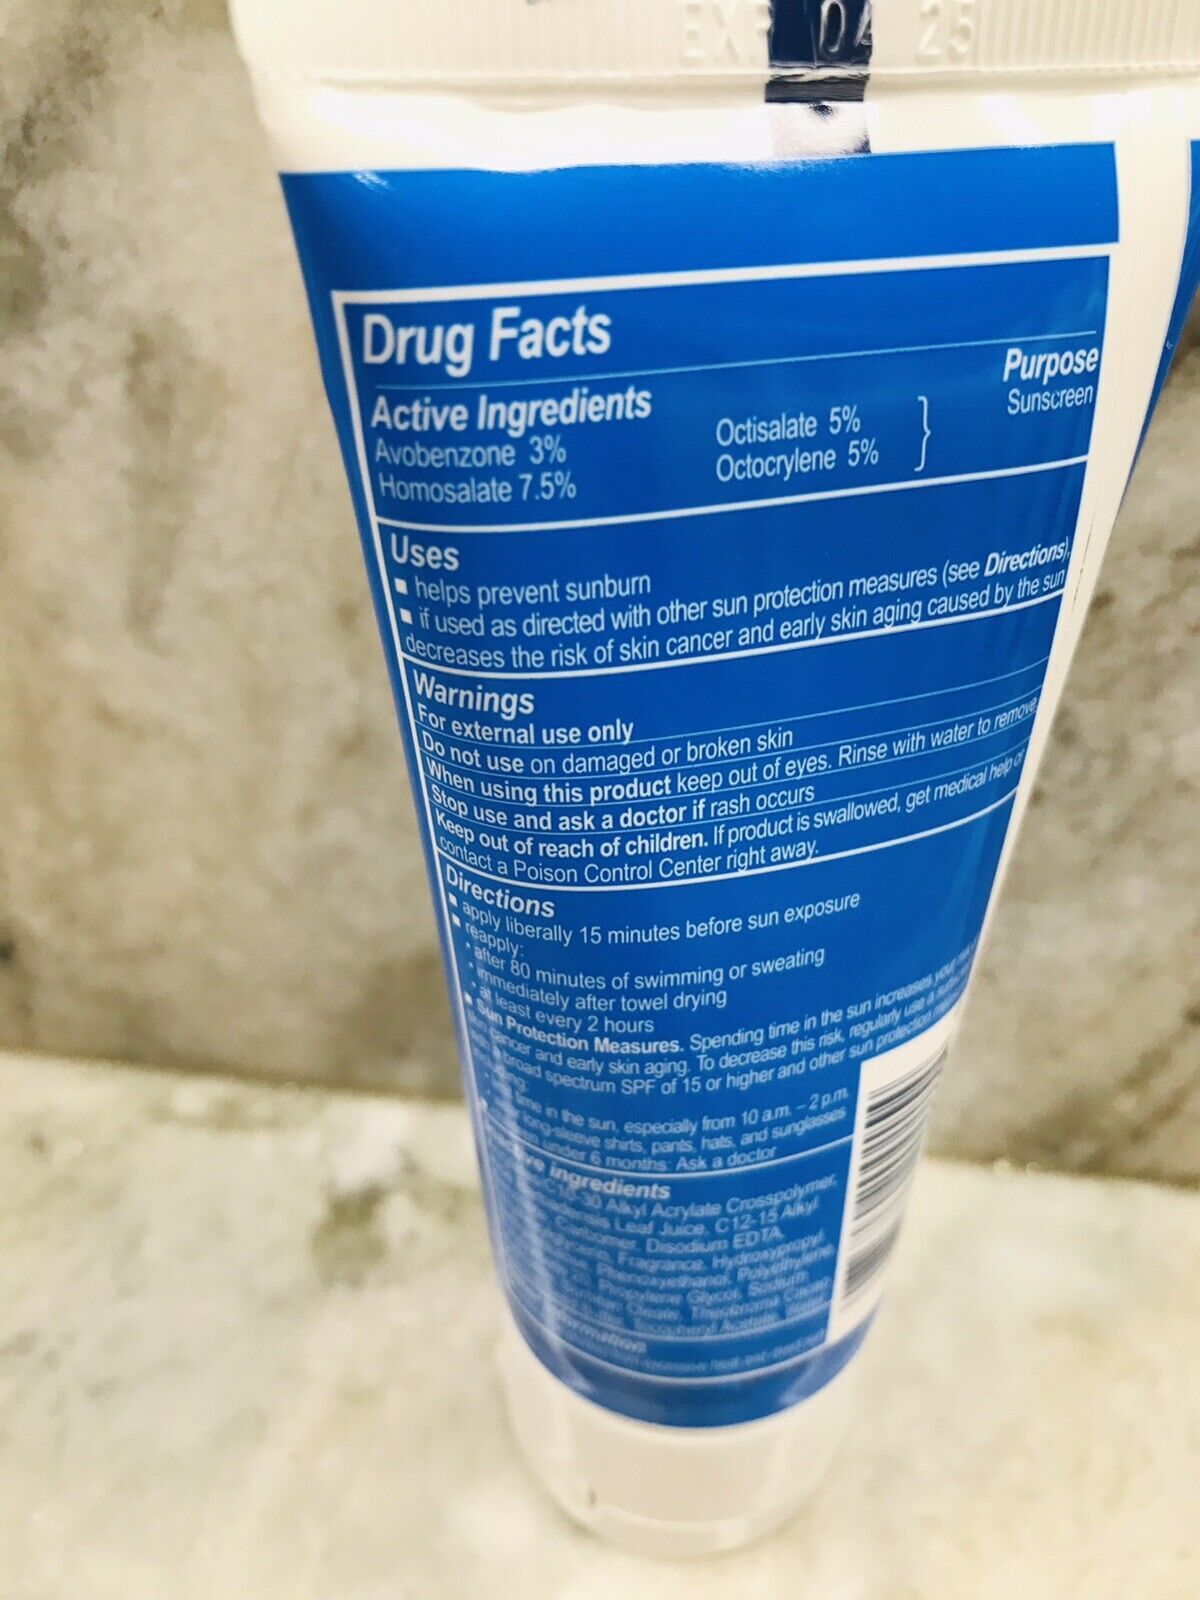 EXP 04 25
Drug Facts
Active Ingredients
Purpose
Avobenzone 3%
Octisalate 5%
Sunscreen
Homosalate 7.5%
Octocrylene 5%
Uses
▪ helps prevent sunburn
▪ if used as directed with other sun protection measures (see Directions),
decreases the risk of skin cancer and early skin aging caused by the sun
Warnings
For external use only
Do not use on damaged or broken skin
When using this product keep out of eyes. Rinse with water to remove.
Stop use and ask a doctor if rash occurs
Keep out of reach of children. If product is swallowed, get medical help or
contact a Poison Control Center right away.
Directions
▪ apply liberally 15 minutes before sun exposure
▪ reapply:
• after 80 minutes of swimming or sweating
• immediately after towel drying
• at least every 2 hours
▪ Sun Protection Measures. Spending time in the sun increases your
cancer and early skin aging. To decrease this risk, regularly use a
broad spectrum SPF of 15 or higher and other sun protection
time in the sun, especially from 10 a.m. – 2 p.m.
long-sleeve shirts, pants, hats, and sunglasses
under 6 months: Ask a doctor
ingredients
C10-30 Alkyl Acrylate Crosspolymer,
Leaf Juice, C12-15 Alkyl
Carbomer, Disodium EDTA,
Fragrance, Hydroxypropyl
Phenoxyethanol, Polyethylene,
Propylene Glycol, Sodium
Theobroma Cacao
Tocopheryl Acetate, Water